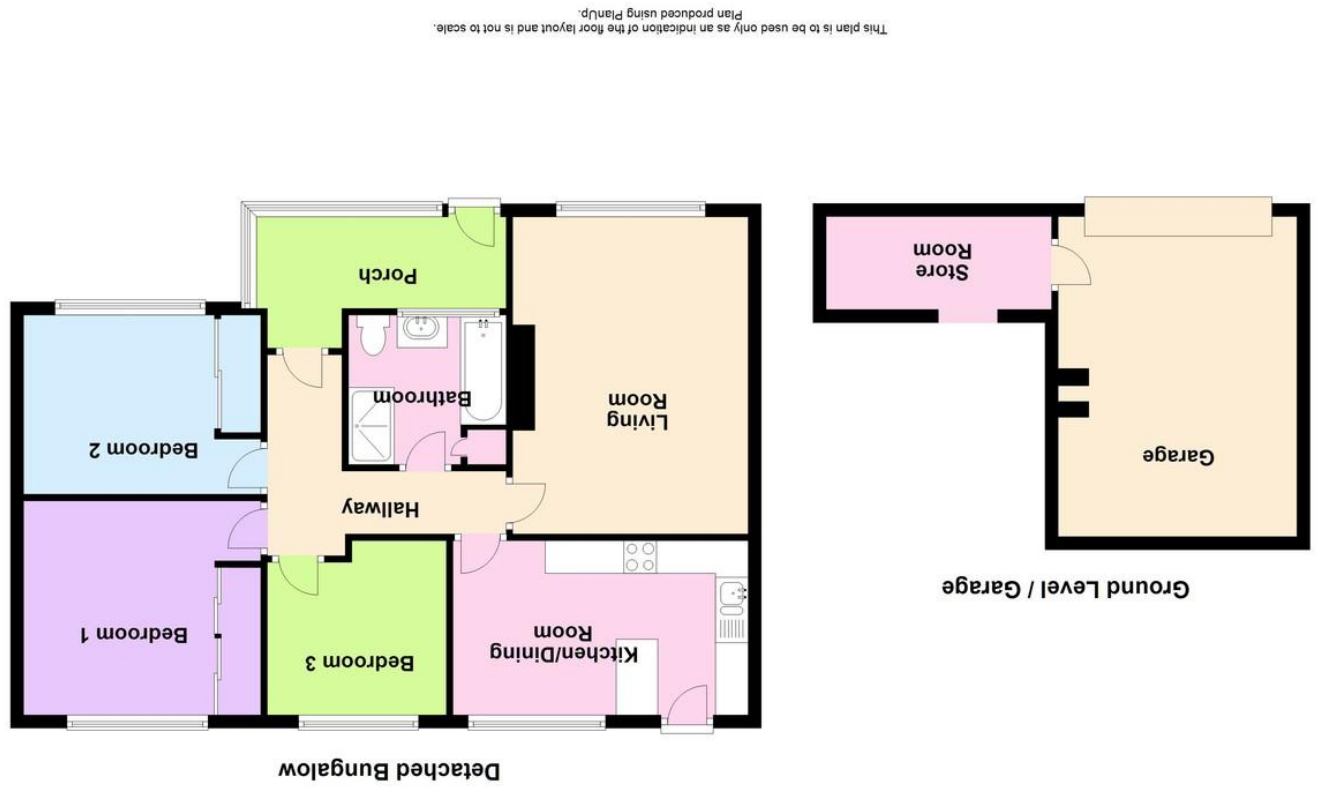 Ground Level / Garage
Garage
Store
Room
Detached Bungalow
Kitchen/Dining
Room
Bedroom 3
Bedroom 1
Hallway
Bedroom 2
Living
Room
Bathroom
Porch
This plan is to be used only as an indication of the floor layout and is not to scale.
Plan produced using PlanUp.